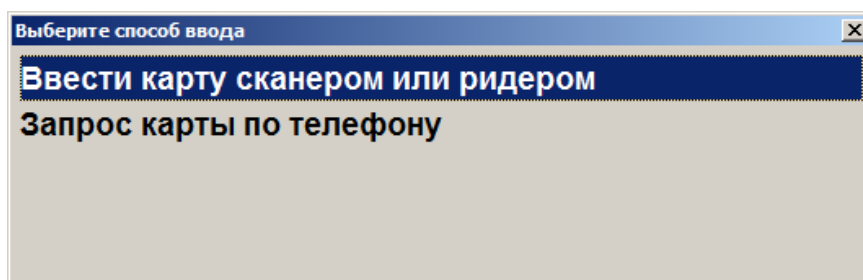 Выберите способ ввода
Ввести карту сканером или ридером
Запрос карты по телефону